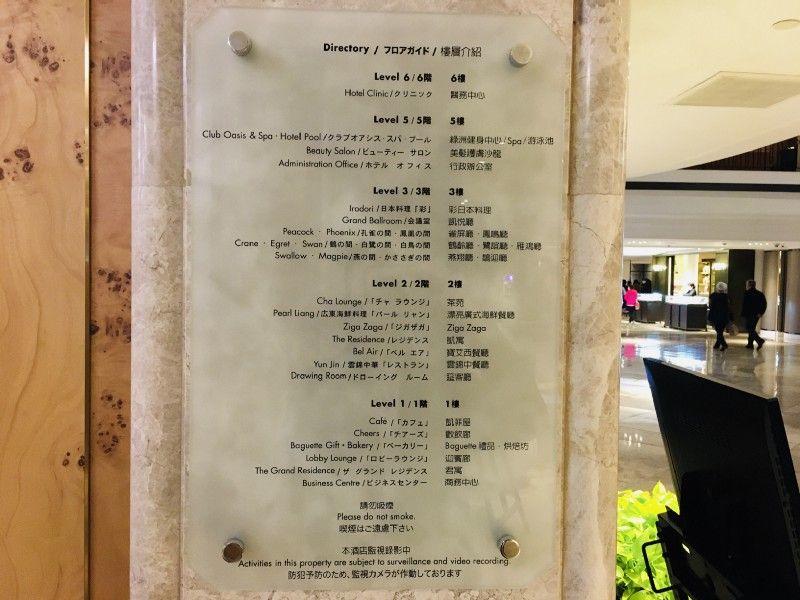 Directory / フロアガイド / 樓層介紹
Level 6 / 6階 6樓
Hotel Clinic / クリニック 醫務中心
Level 5 / 5階 5樓
Club Oasis & Spa · Hotel Pool / クラブオアシス · スパ · プール 綠洲健身中心 / Spa / 游泳池
Beauty Salon / ビューティー サロン 美髮護膚沙龍
Administration Office / ホテル オフィス 行政辦公室
Level 3 / 3階 3樓
Irodori / 日本料理「彩」 彩日本料理
Grand Ballroom / 会議室 凱悅廳
Peacock · Phoenix / 孔雀の間 · 鳳凰の間 雀屏廳 · 鳳鳴廳
Crane · Egret · Swan / 鶴の間 · 白鷺の間 · 白鳥の間 鶴齡廳 · 鷺誼廳 · 雁鴻廳
Swallow · Magpie / 燕の間 · かささぎの間 燕翔廳 · 鵲迎廳
Level 2 / 2階 2樓
Cha Lounge / 「チャ ラウンジ」 茶苑
Pearl Liang / 広東海鮮料理「パール リャン」 漂亮廣式海鮮餐廳
Ziga Zaga / 「ジガザガ」 Ziga Zaga
The Residence / レジデンス 凱寓
Bel Air / 「ベル エア」 寶艾西餐廳
Yun Jin / 雲錦中華「レストラン」 雲錦中餐廳
Drawing Room / ドローイング ルーム 莛客廳
Level 1 / 1階 1樓
Café / 「カフェ」 凱菲屋
Cheers / 「チアーズ」 歡飲廊
Baguette Gift · Bakery / 「ベーカリー」 Baguette 禮品 · 烘焙坊
Lobby Lounge / 「ロビーラウンジ」 迎賓廊
The Grand Residence / ザ グランド レジデンス 君寓
Business Centre / ビジネスセンター 商務中心
請勿吸煙
Please do not smoke.
喫煙はご遠慮下さい
本酒店監視錄影中
Activities in this property are subject to surveillance and video recording.
防犯予防のため、監視カメラが作動しております